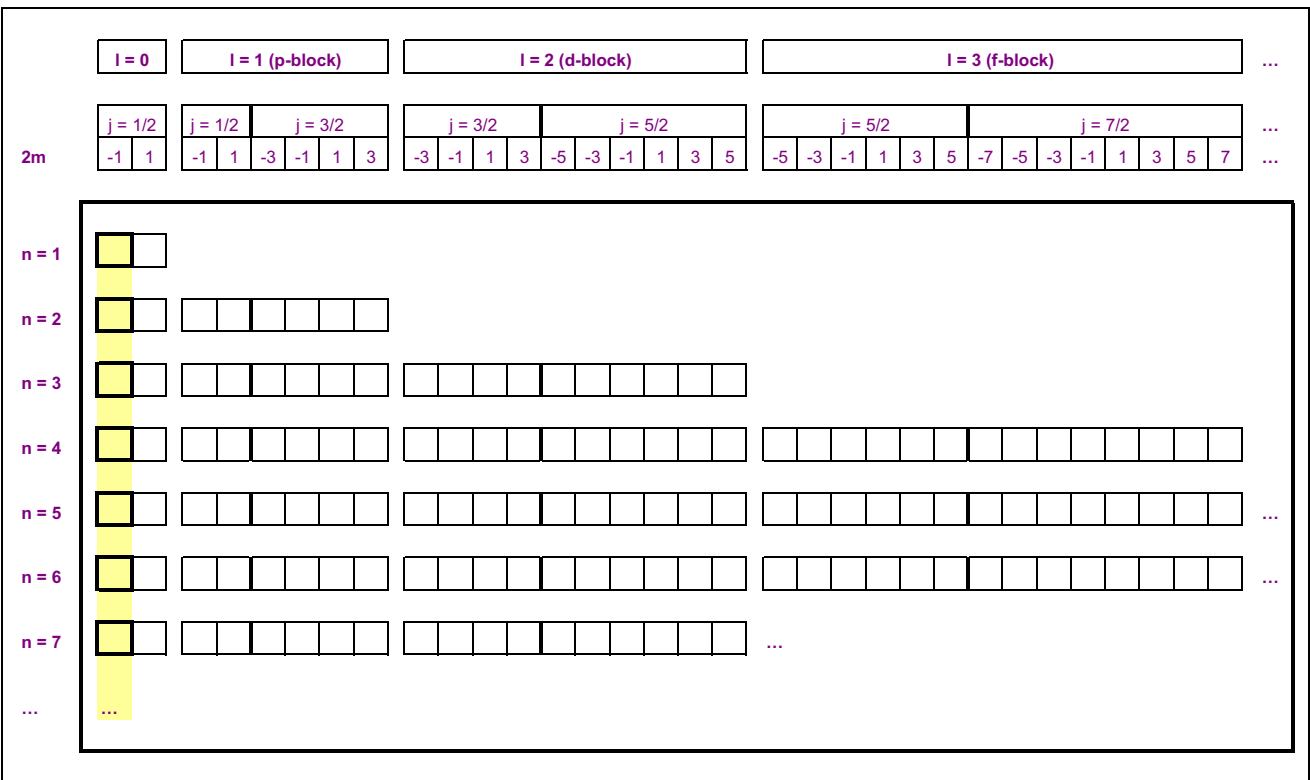 l = 0 l = 1 (p-block) l = 2 (d-block) l = 3 (f-block) …
j = 1/2 j = 1/2 j = 3/2 j = 3/2 j = 5/2 j = 5/2 j = 7/2 …
2m -1 1 -1 1 -3 -1 1 3 -3 -1 1 3 -5 -3 -1 1 3 5 -5 -3 -1 1 3 5 -7 -5 -3 -1 1 3 5 7 …
n = 1
n = 2
n = 3
n = 4
n = 5 …
n = 6 …
n = 7 …
… …